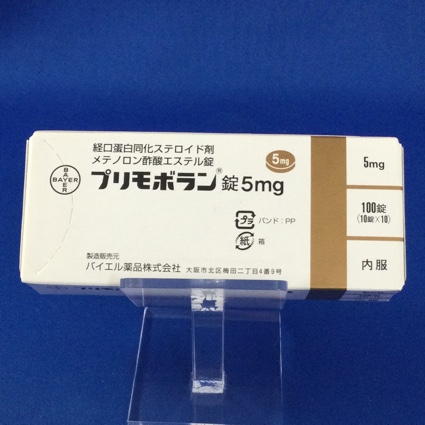 経口蛋白同化ステロイド剤
メテノロン酢酸エステル錠
プリモボラン®錠5mg
BAYER
BAYER
5mg
プラ バンド:PP
紙 箱
製造販売元
バイエル薬品株式会社 大阪市北区梅田二丁目4番9号
5mg
100錠
(10錠×10)
内服